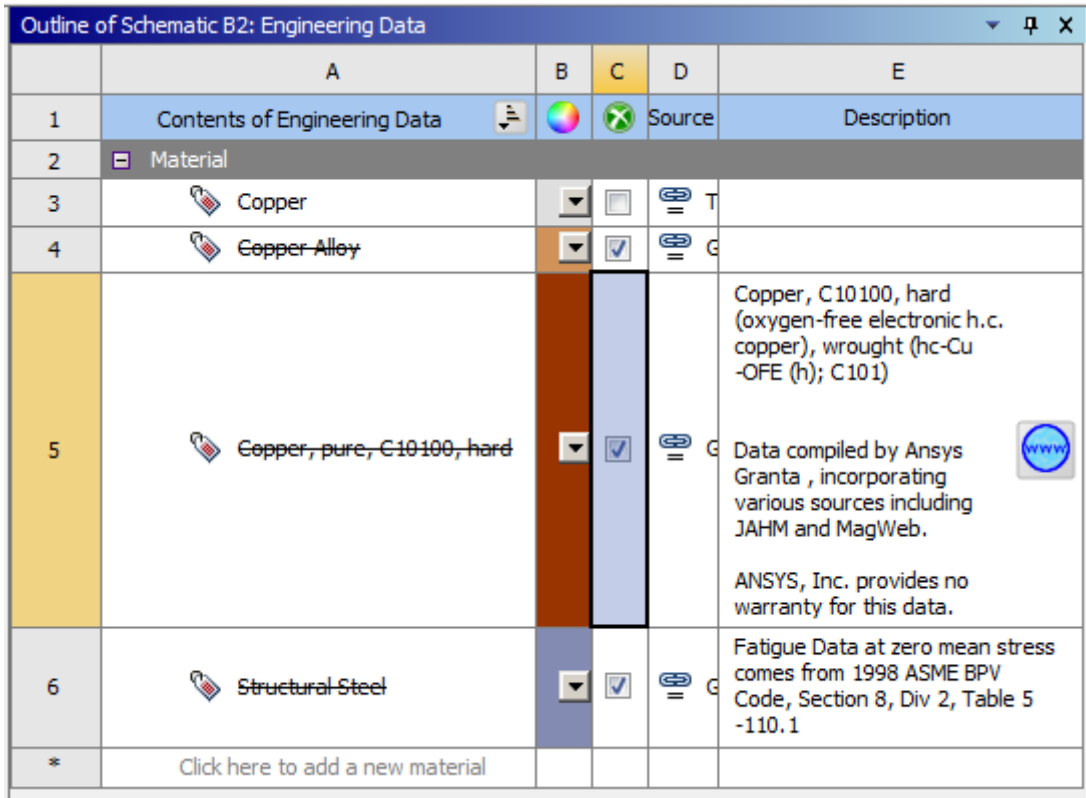 Outline of Schematic B2: Engineering Data
A B C D E
1 Contents of Engineering Data Source Description
2 Material
3 Copper T
4 Copper Alloy G
5 Copper, pure, C10100, hard G
Copper, C10100, hard
(oxygen-free electronic h.c.
copper), wrought (hc-Cu
-OFE (h); C101)
Data compiled by Ansys
Granta , incorporating
various sources including
JAHM and MagWeb.
ANSYS, Inc. provides no
warranty for this data.
www
6 Structural Steel G
Fatigue Data at zero mean stress
comes from 1998 ASME BPV
Code, Section 8, Div 2, Table 5
-110.1
* Click here to add a new material